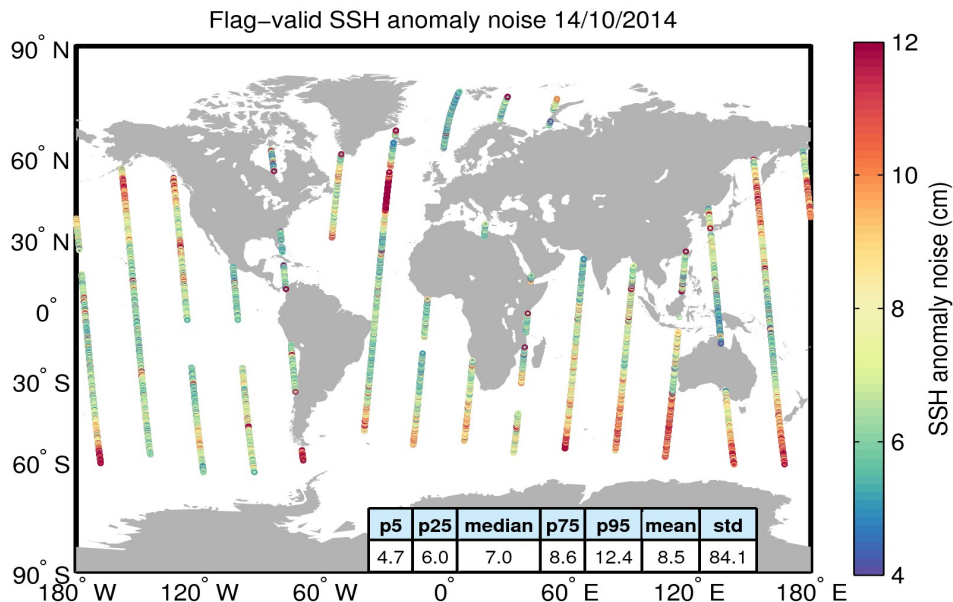 Flag−valid SSH anomaly noise 14/10/2014
90° N
60° N
30° N
0°
30° S
60° S
90° S
180° W 120° W 60° W 0° 60° E 120° E 180° E
p5 p25 median p75 p95 mean std
4.7 6.0 7.0 8.6 12.4 8.5 84.1
12
10
8
6
4
SSH anomaly noise (cm)